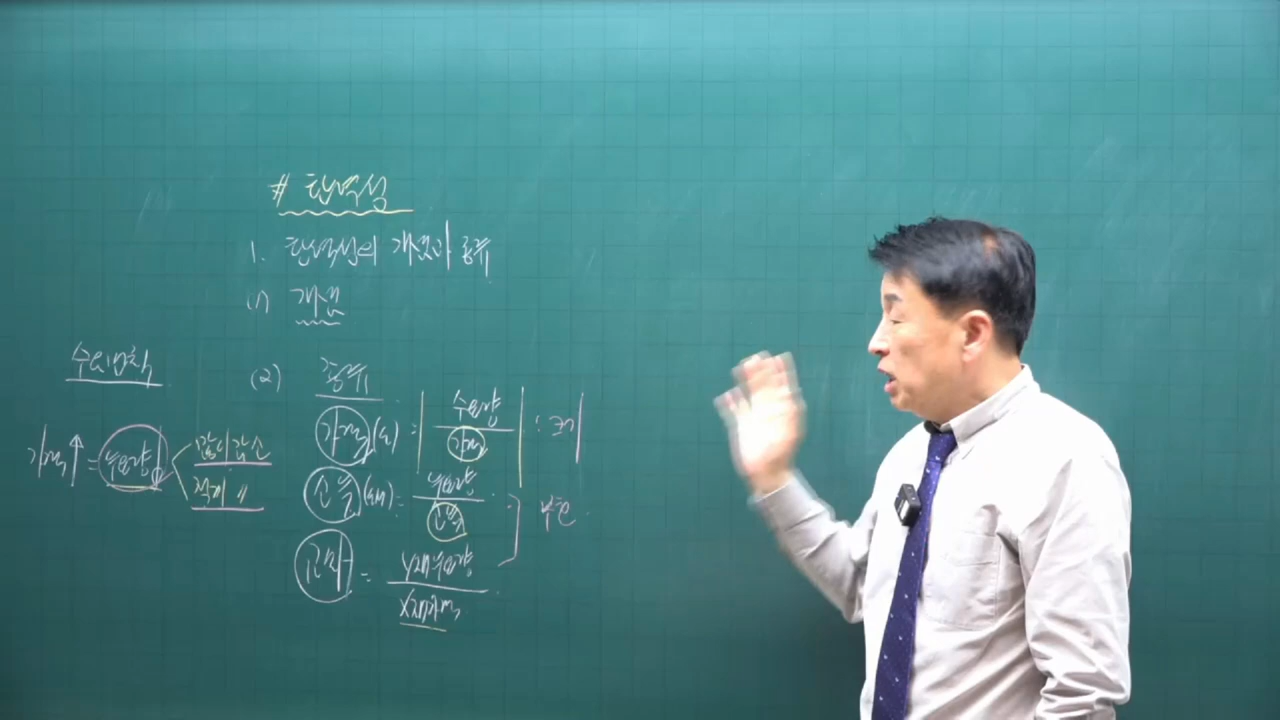 # 탄력성
1. 탄력성의 개념과 종류
(1) 개념
수요법칙
(2) 종류
가격↑ = 수요량↓ < 많이 감소
적게 〃
가격(εd) = | 수요량 / 가격 | : 크기
소득(εM) = 수요량 / 소득
부호
교차 = Y재수요량 / X재가격